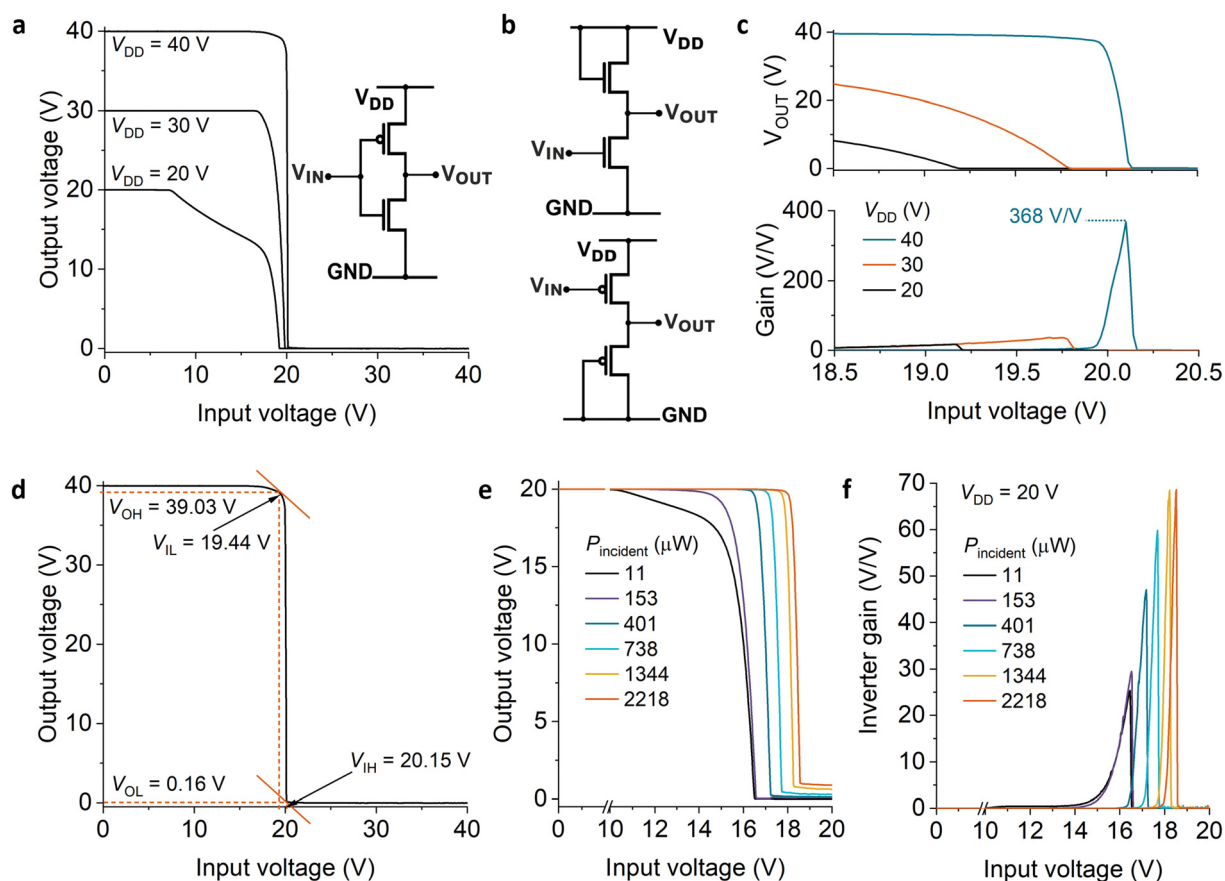 a
40
30
20
10
0
Output voltage (V)
V_DD = 40 V
V_DD = 30 V
V_DD = 20 V
0 10 20 30 40
Input voltage (V)
V_DD
V_IN
V_OUT
GND
b
V_DD
V_OUT
V_IN
GND
V_DD
V_IN
V_OUT
GND
c
40
20
0
V_OUT (V)
400
200
0
Gain (V/V)
V_DD (V)
40
30
20
368 V/V
18.5 19.0 19.5 20.0 20.5
Input voltage (V)
d
40
30
20
10
0
Output voltage (V)
V_OH = 39.03 V
V_IL = 19.44 V
V_OL = 0.16 V
V_IH = 20.15 V
0 10 20 30 40
Input voltage (V)
e
20
15
10
5
0
Output voltage (V)
P_incident (μW)
11
153
401
738
1344
2218
0 10 12 14 16 18 20
Input voltage (V)
f
70
60
50
40
30
20
10
0
Inverter gain (V/V)
V_DD = 20 V
P_incident (μW)
11
153
401
738
1344
2218
0 10 12 14 16 18 20
Input voltage (V)